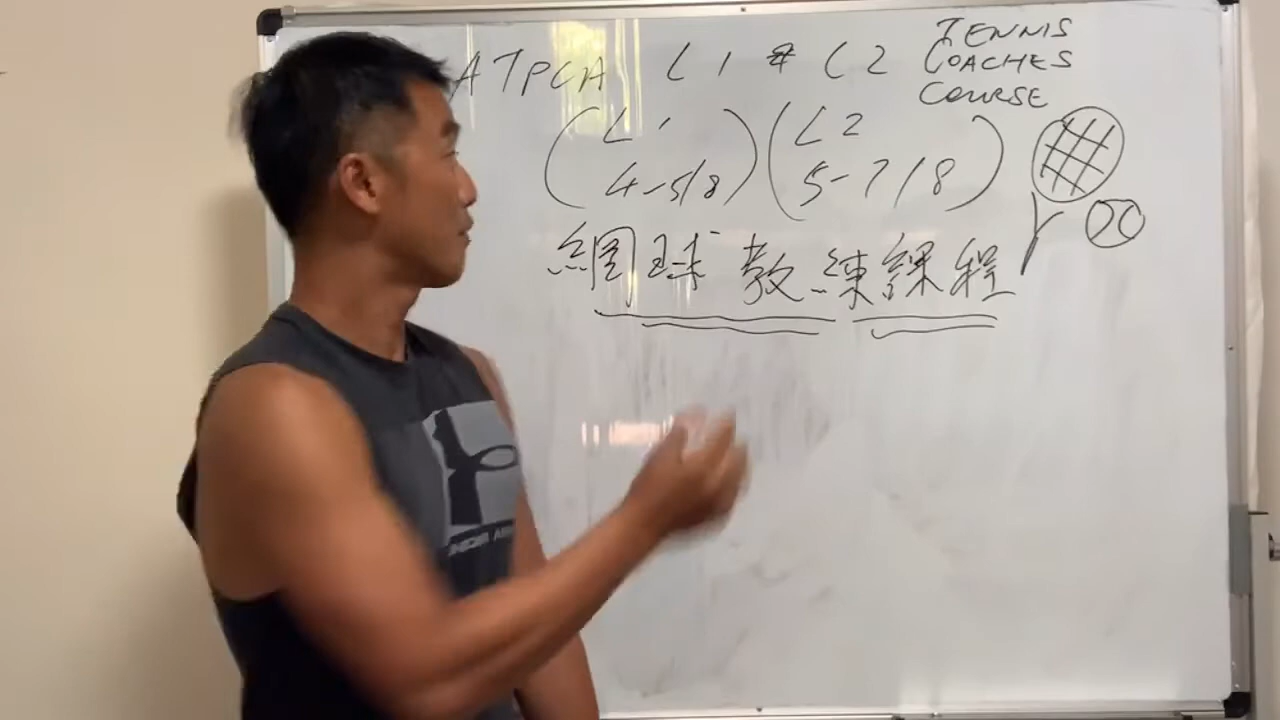 ATPCA L1 & L2 TENNIS
COACHES
COURSE
(L1
4-5/8) (L2
5-7/8)
網球教練課程